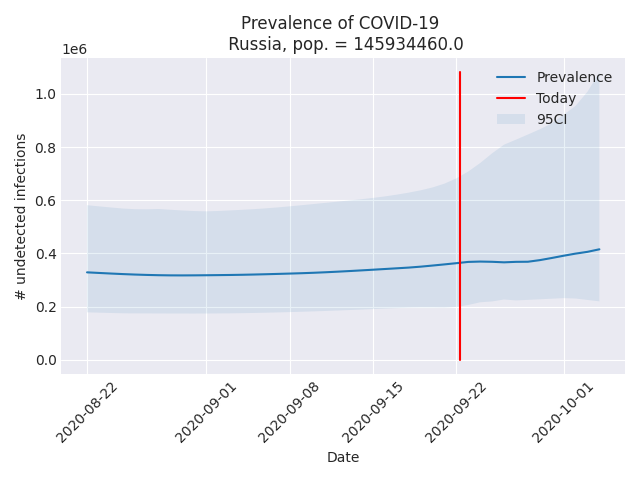 Prevalence of COVID-19
Russia, pop. = 145934460.0
1e6
Prevalence
Today
95CI
1.0
0.8
0.6
0.4
0.2
0.0
# undetected infections
2020-08-22
2020-09-01
2020-09-08
2020-09-15
2020-09-22
2020-10-01
Date